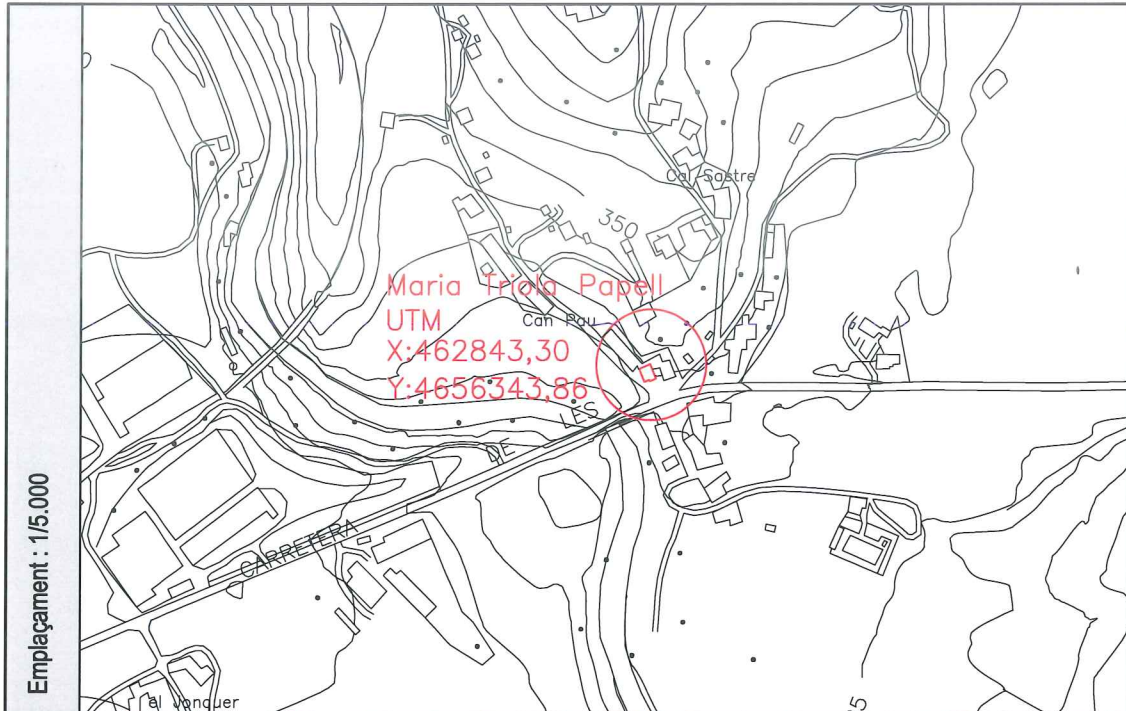 Emplaçament : 1/5.000
Cal Sastre
350
Maria Triola Papell
UTM
Can Pau
X:462843,30
Y:4656343,86
CARRETERA DE LES
el Jonquer